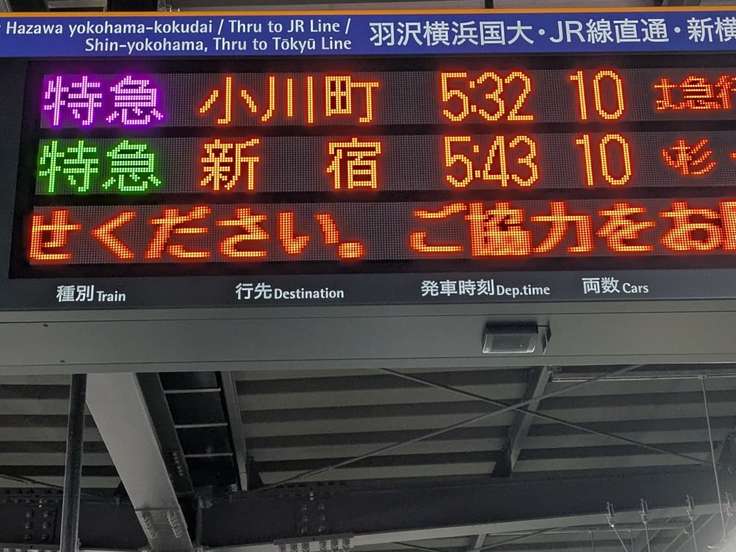 Hazawa yokohama-kokudai / Thru to JR Line /
Shin-yokohama, Thru to Tōkyū Line
羽沢横浜国大・JR線直通・新横
特急 小川町 5:32 10
特急 新宿 5:43 10 杉
せください。 ご協力をお
種別 Train 行先 Destination 発車時刻 Dep.time 両数 Cars